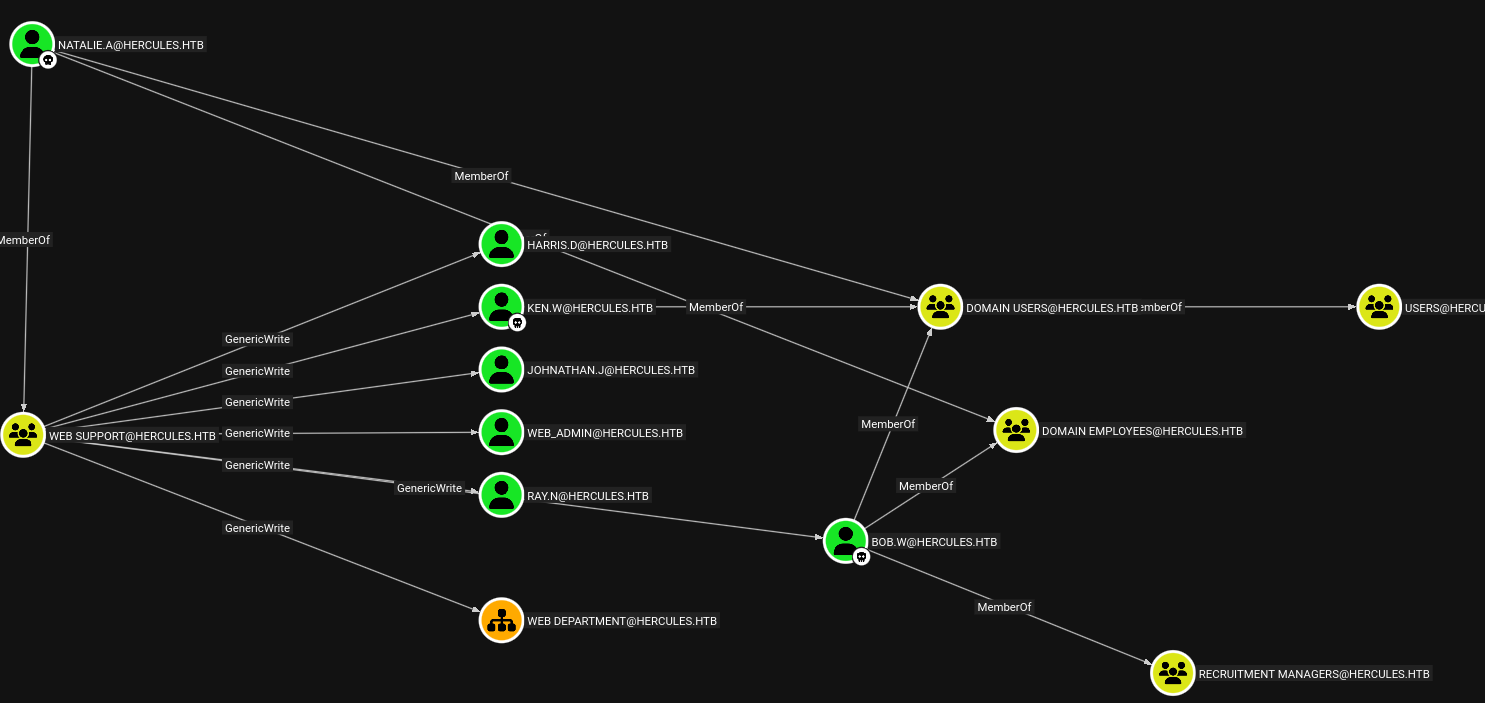 NATALIE.A@HERCULES.HTB
MemberOf
MemberOf
Of
HARRIS.D@HERCULES.HTB
KEN.W@HERCULES.HTB
MemberOf
DOMAIN USERS@HERCULES.HTB
emberOf
USERS@HERCU
GenericWrite
GenericWrite
JOHNATHAN.J@HERCULES.HTB
GenericWrite
MemberOf
DOMAIN EMPLOYEES@HERCULES.HTB
WEB SUPPORT@HERCULES.HTB
GenericWrite
WEB_ADMIN@HERCULES.HTB
GenericWrite
GenericWrite
RAY.N@HERCULES.HTB
MemberOf
GenericWrite
BOB.W@HERCULES.HTB
MemberOf
WEB DEPARTMENT@HERCULES.HTB
RECRUITMENT MANAGERS@HERCULES.HTB